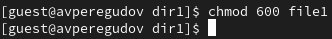 [guest@avperegudov dir1]$ chmod 600 file1
[guest@avperegudov dir1]$